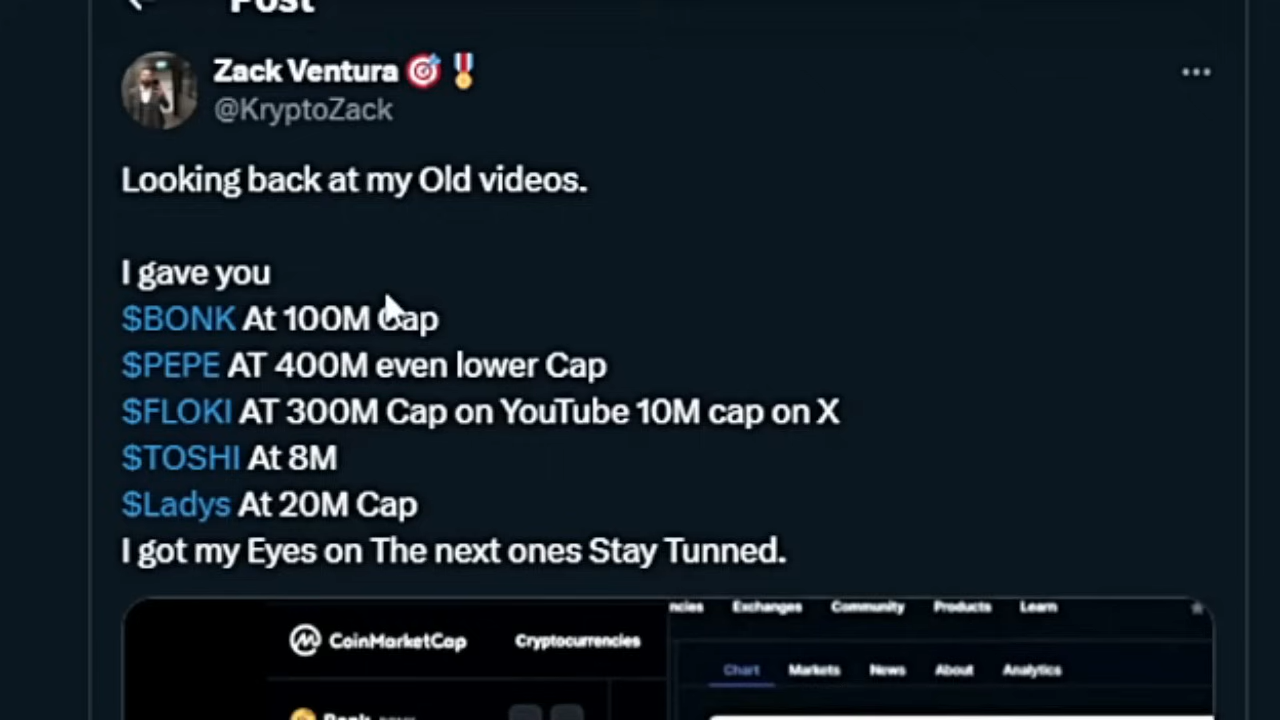 Post
Zack Ventura
@KryptoZack
Looking back at my Old videos.
I gave you
$BONK At 100M Cap
$PEPE AT 400M even lower Cap
$FLOKI AT 300M Cap on YouTube 10M cap on X
$TOSHI At 8M
$Ladys At 20M Cap
I got my Eyes on The next ones Stay Tunned.
ncies Exchanges Community Products Learn
CoinMarketCap Cryptocurrencies
Chart Markets News About Analytics
Bonk